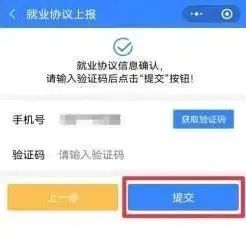 就业协议上报
就业协议信息确认，
请输入验证码后点击“提交”按钮！
手机号
获取验证码
验证码 请输入验证码
上一步 提交